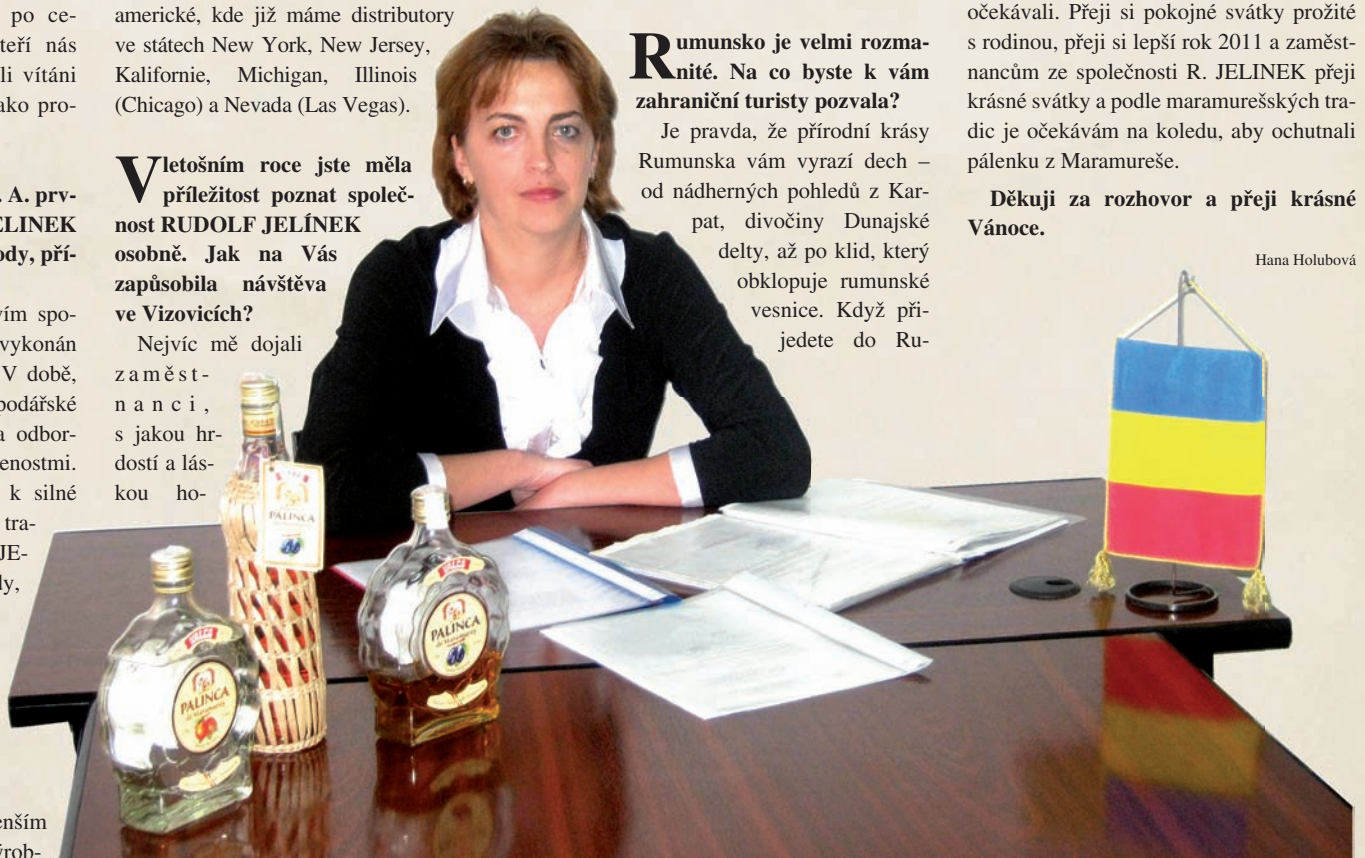 po ce-
teří nás
li vítáni
ako pro-
. A. prv-
ELINEK
ody, pří-
vím spo-
vykonán
V době,
podářské
a odbor-
enostmi.
k silné
tra-
JE-
ly,
enším
ýrob-
americké, kde již máme distributory
ve státech New York, New Jersey,
Kalifornie, Michigan, Illinois
(Chicago) a Nevada (Las Vegas).
V letošním roce jste měla
příležitost poznat společ-
nost RUDOLF JELÍNEK
osobně. Jak na Vás
zapůsobila návštěva
ve Vizovicích?
Nejvíc mě dojali
zaměst-
nanci,
s jakou hr-
dostí a lás-
kou ho-
Rumunsko je velmi rozma-
nité. Na co byste k vám
zahraniční turisty pozvala?
Je pravda, že přírodní krásy
Rumunska vám vyrazí dech –
od nádherných pohledů z Kar-
pat, divočiny Dunajské
delty, až po klid, který
obklopuje rumunské
vesnice. Když při-
jedete do Ru-
očekávali. Přeji si pokojné svátky prožité
s rodinou, přeji si lepší rok 2011 a zaměst-
nancům ze společnosti R. JELINEK přeji
krásné svátky a podle maramurešských tra-
dic je očekávám na koledu, aby ochutnali
pálenku z Maramureše.
Děkuji za rozhovor a přeji krásné
Vánoce.
Hana Holubová
PALINCA
VALCO
PALINCA
de Maramureş
VALCO
PALINCA
de Maramureş